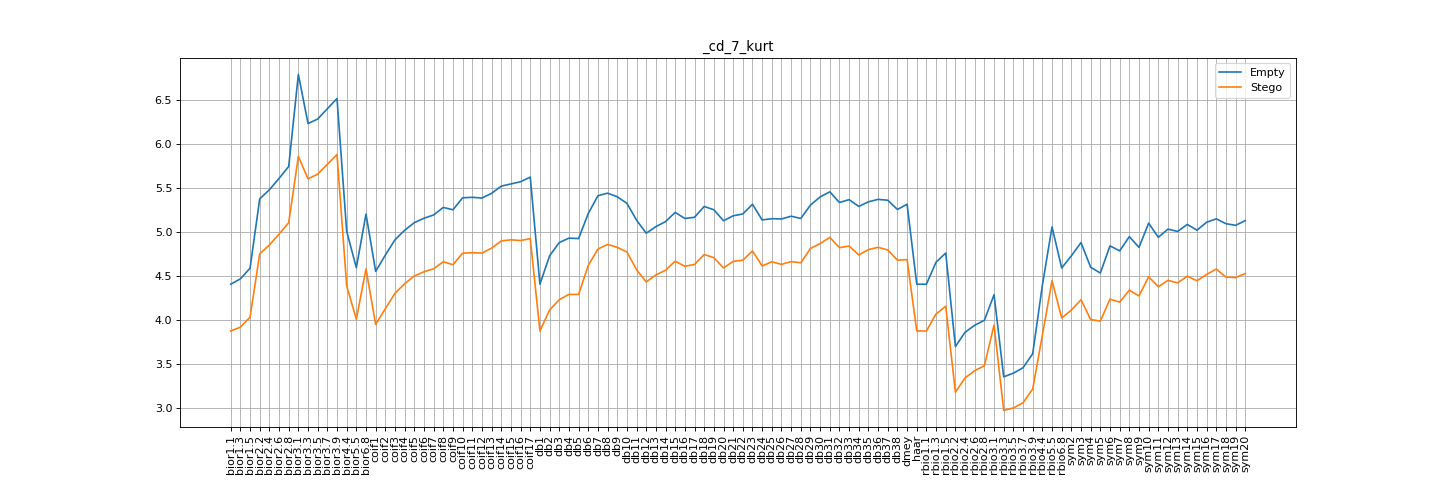 _cd_7_kurt
Empty
Stego
6.5
6.0
5.5
5.0
4.5
4.0
3.5
3.0
bior1.1
bior1.3
bior1.5
bior2.2
bior2.4
bior2.6
bior2.8
bior3.1
bior3.3
bior3.5
bior3.7
bior3.9
bior4.4
bior5.5
bior6.8
coif1
coif2
coif3
coif4
coif5
coif6
coif7
coif8
coif9
coif10
coif11
coif12
coif13
coif14
coif15
coif16
coif17
db1
db2
db3
db4
db5
db6
db7
db8
db9
db10
db11
db12
db13
db14
db15
db16
db17
db18
db19
db20
db21
db22
db23
db24
db25
db26
db27
db28
db29
db30
db31
db32
db33
db34
db35
db36
db37
db38
dmey
haar
rbio1.1
rbio1.3
rbio1.5
rbio2.2
rbio2.4
rbio2.6
rbio2.8
rbio3.1
rbio3.3
rbio3.5
rbio3.7
rbio3.9
rbio4.4
rbio5.5
rbio6.8
sym2
sym3
sym4
sym5
sym6
sym7
sym8
sym9
sym10
sym11
sym12
sym13
sym14
sym15
sym16
sym17
sym18
sym19
sym20